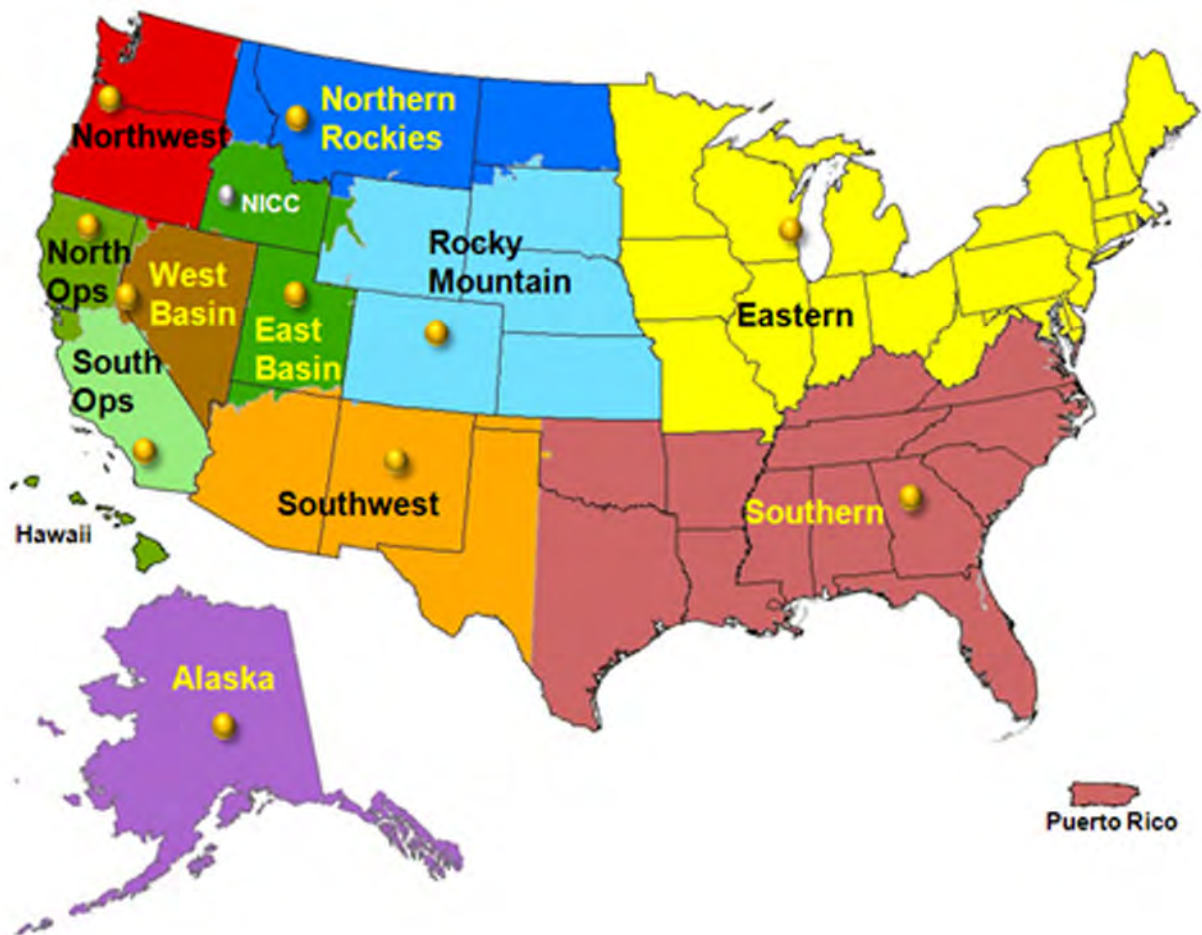 Northern
Rockies
Northwest
NICC
North
Ops
West
Basin
Rocky
Mountain
East
Basin
Eastern
South
Ops
Southwest
Southern
Hawaii
Alaska
Puerto Rico